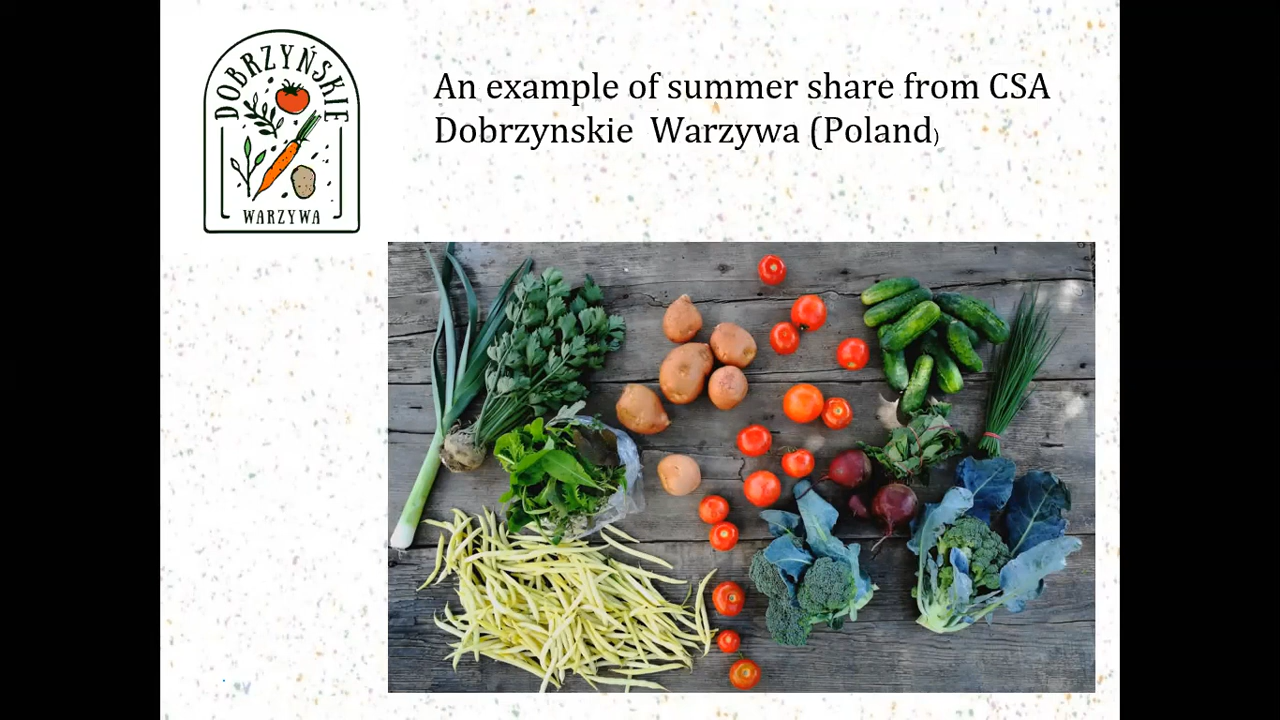 DOBRZYŃSKIE
WARZYWA
An example of summer share from CSA
Dobrzynskie  Warzywa (Poland)